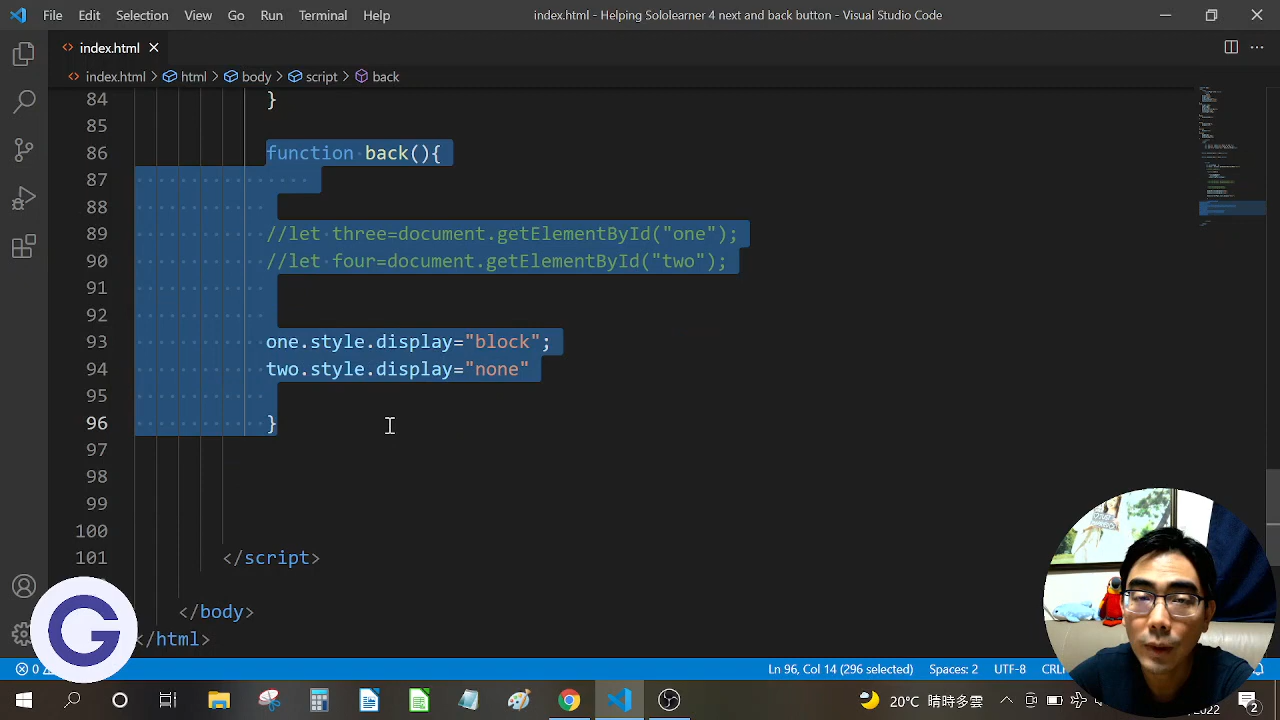 File Edit Selection View Go Run Terminal Help index.html - Helping Sololearner 4 next and back button - Visual Studio Code
index.html
index.html > html > body > script > back
84 }
85
86 function back(){
87
88
89 //let three=document.getElementById("one");
90 //let four=document.getElementById("two");
91
92
93 one.style.display="block";
94 two.style.display="none"
95
96 }
97
98
99
100
101 </script>
</body>
</html>
G
0 Ln 96, Col 14 (296 selected) Spaces: 2 UTF-8
20°C 時時多雲 2022 2